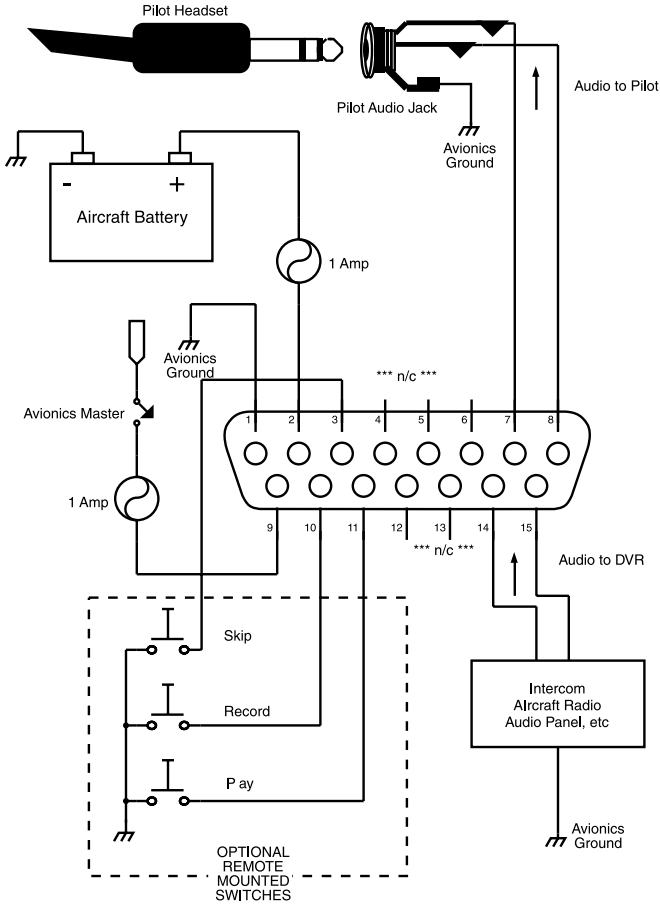 Pilot Headset
Audio to Pilot
Pilot Audio Jack
Avionics
Ground
-
+
Aircraft Battery
1 Amp
Avionics
Ground
*** n/c ***
Avionics Master
1 2 3 4 5 6 7 8
1 Amp
9 10 11 12 13 14 15
*** n/c ***
Audio to DVR
Skip
Record
P ay
Intercom
AIrcraft Radio
Audio Panel, etc
Avionics
Ground
OPTIONAL
REMOTE
MOUNTED
SWITCHES